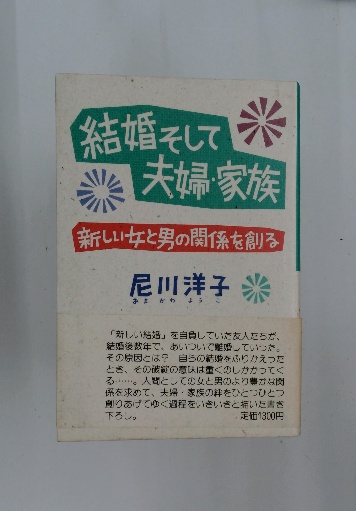 結婚そして
夫婦・家族
新しい女と男の関係を創る
尼川洋子
あまかわようこ
「新しい結婚」を自負していた友人たちが、
結婚後数年で、あいついで離婚していった。
その原因とは？　自らの結婚をふりかえった
とき、その破綻の意味は重くのしかかってく
る……。人間としての女と男のより豊かな関
係を求めて、夫婦・家族の絆をひとつひとつ
創りあげてゆく過程をいきいきと描いた書き
下ろし。
定価1300円